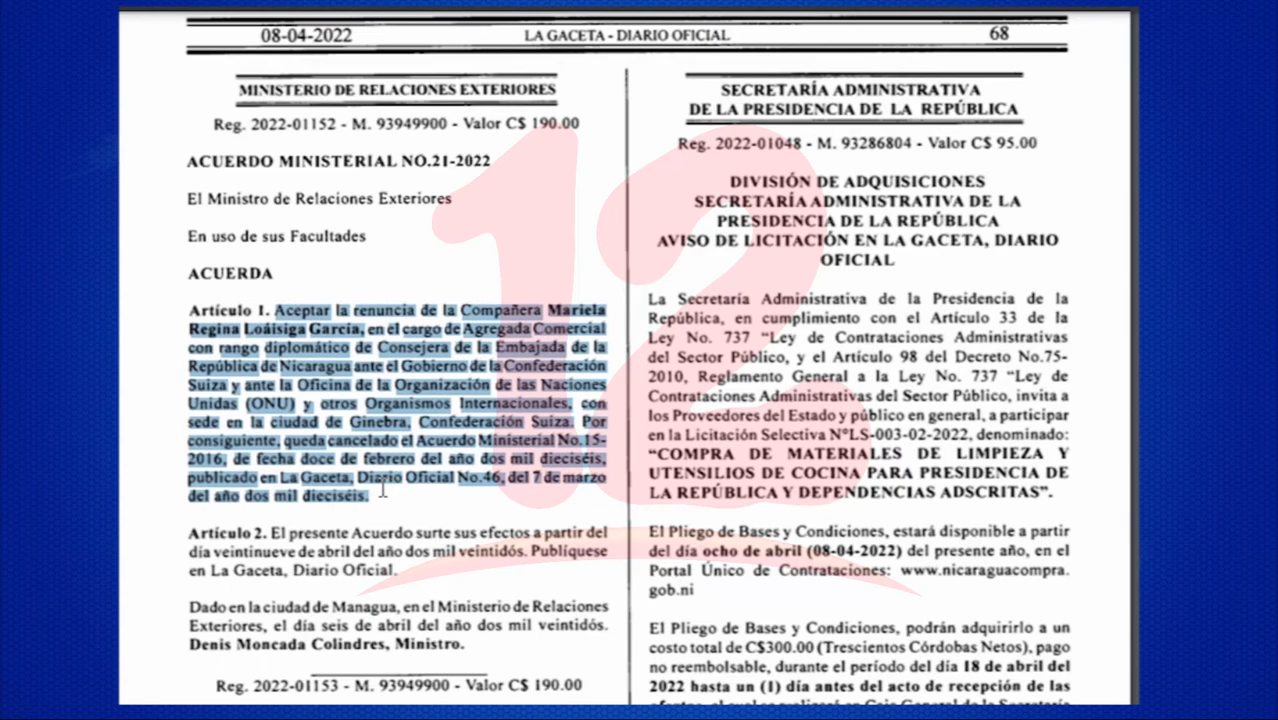 08-04-2022 LA GACETA - DIARIO OFICIAL 68
MINISTERIO DE RELACIONES EXTERIORES
Reg. 2022-01152 - M. 93949900 - Valor C$ 190.00
ACUERDO MINISTERIAL NO.21-2022
El Ministro de Relaciones Exteriores
En uso de sus Facultades
ACUERDA
Artículo 1. Aceptar la renuncia de la Compañera Mariela
Regina Loáisiga García, en el cargo de Agregada Comercial
con rango diplomático de Consejera de la Embajada de la
República de Nicaragua ante el Gobierno de la Confederación
Suiza y ante la Oficina de la Organización de las Naciones
Unidas (ONU) y otros Organismos Internacionales, con
sede en la ciudad de Ginebra, Confederación Suiza. Por
consiguiente, queda cancelado el Acuerdo Ministerial No.15-
2016, de fecha doce de febrero del año dos mil dieciséis,
publicado en La Gaceta, Diario Oficial No.46, del 7 de marzo
del año dos mil dieciséis.
Artículo 2. El presente Acuerdo surte sus efectos a partir del
día veintinueve de abril del año dos mil veintidós. Publíquese
en La Gaceta, Diario Oficial.
Dado en la ciudad de Managua, en el Ministerio de Relaciones
Exteriores, el día seis de abril del año dos mil veintidós.
Denis Moncada Colindres, Ministro.
Reg. 2022-01153 - M. 93949900 - Valor C$ 190.00
SECRETARÍA ADMINISTRATIVA
DE LA PRESIDENCIA DE LA REPÚBLICA
Reg. 2022-01048 - M. 93286804 - Valor C$ 95.00
DIVISIÓN DE ADQUISICIONES
SECRETARÍA ADMINISTRATIVA DE LA
PRESIDENCIA DE LA REPÚBLICA
AVISO DE LICITACIÓN EN LA GACETA, DIARIO
OFICIAL
La Secretaría Administrativa de la Presidencia de la
República, en cumplimiento con el Artículo 33 de la
Ley No. 737 “Ley de Contrataciones Administrativas
del Sector Público, y el Artículo 98 del Decreto No.75-
2010, Reglamento General a la Ley No. 737 “Ley de
Contrataciones Administrativas del Sector Público, invita a
los Proveedores del Estado y público en general, a participar
en la Licitación Selectiva N°LS-003-02-2022, denominado:
“COMPRA DE MATERIALES DE LIMPIEZA Y
UTENSILIOS DE COCINA PARA PRESIDENCIA DE
LA REPÚBLICA Y DEPENDENCIAS ADSCRITAS”.
El Pliego de Bases y Condiciones, estará disponible a partir
del día ocho de abril (08-04-2022) del presente año, en el
Portal Único de Contrataciones: www.nicaraguacompra.
gob.ni
El Pliego de Bases y Condiciones, podrán adquirirlo a un
costo total de C$300.00 (Trescientos Córdobas Netos), pago
no reembolsable, durante el período del día 18 de abril del
2022 hasta un (1) día antes del acto de recepción de las
12